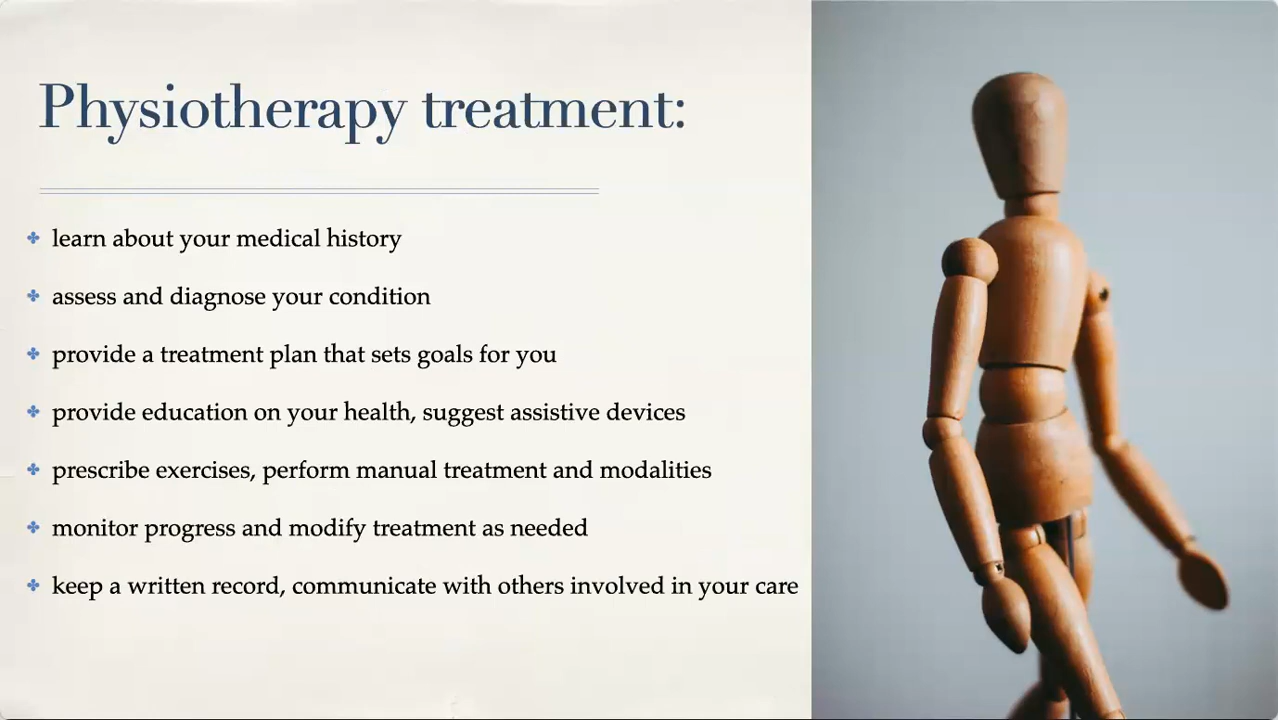 Physiotherapy treatment:
learn about your medical history
assess and diagnose your condition
provide a treatment plan that sets goals for you
provide education on your health, suggest assistive devices
prescribe exercises, perform manual treatment and modalities
monitor progress and modify treatment as needed
keep a written record, communicate with others involved in your care